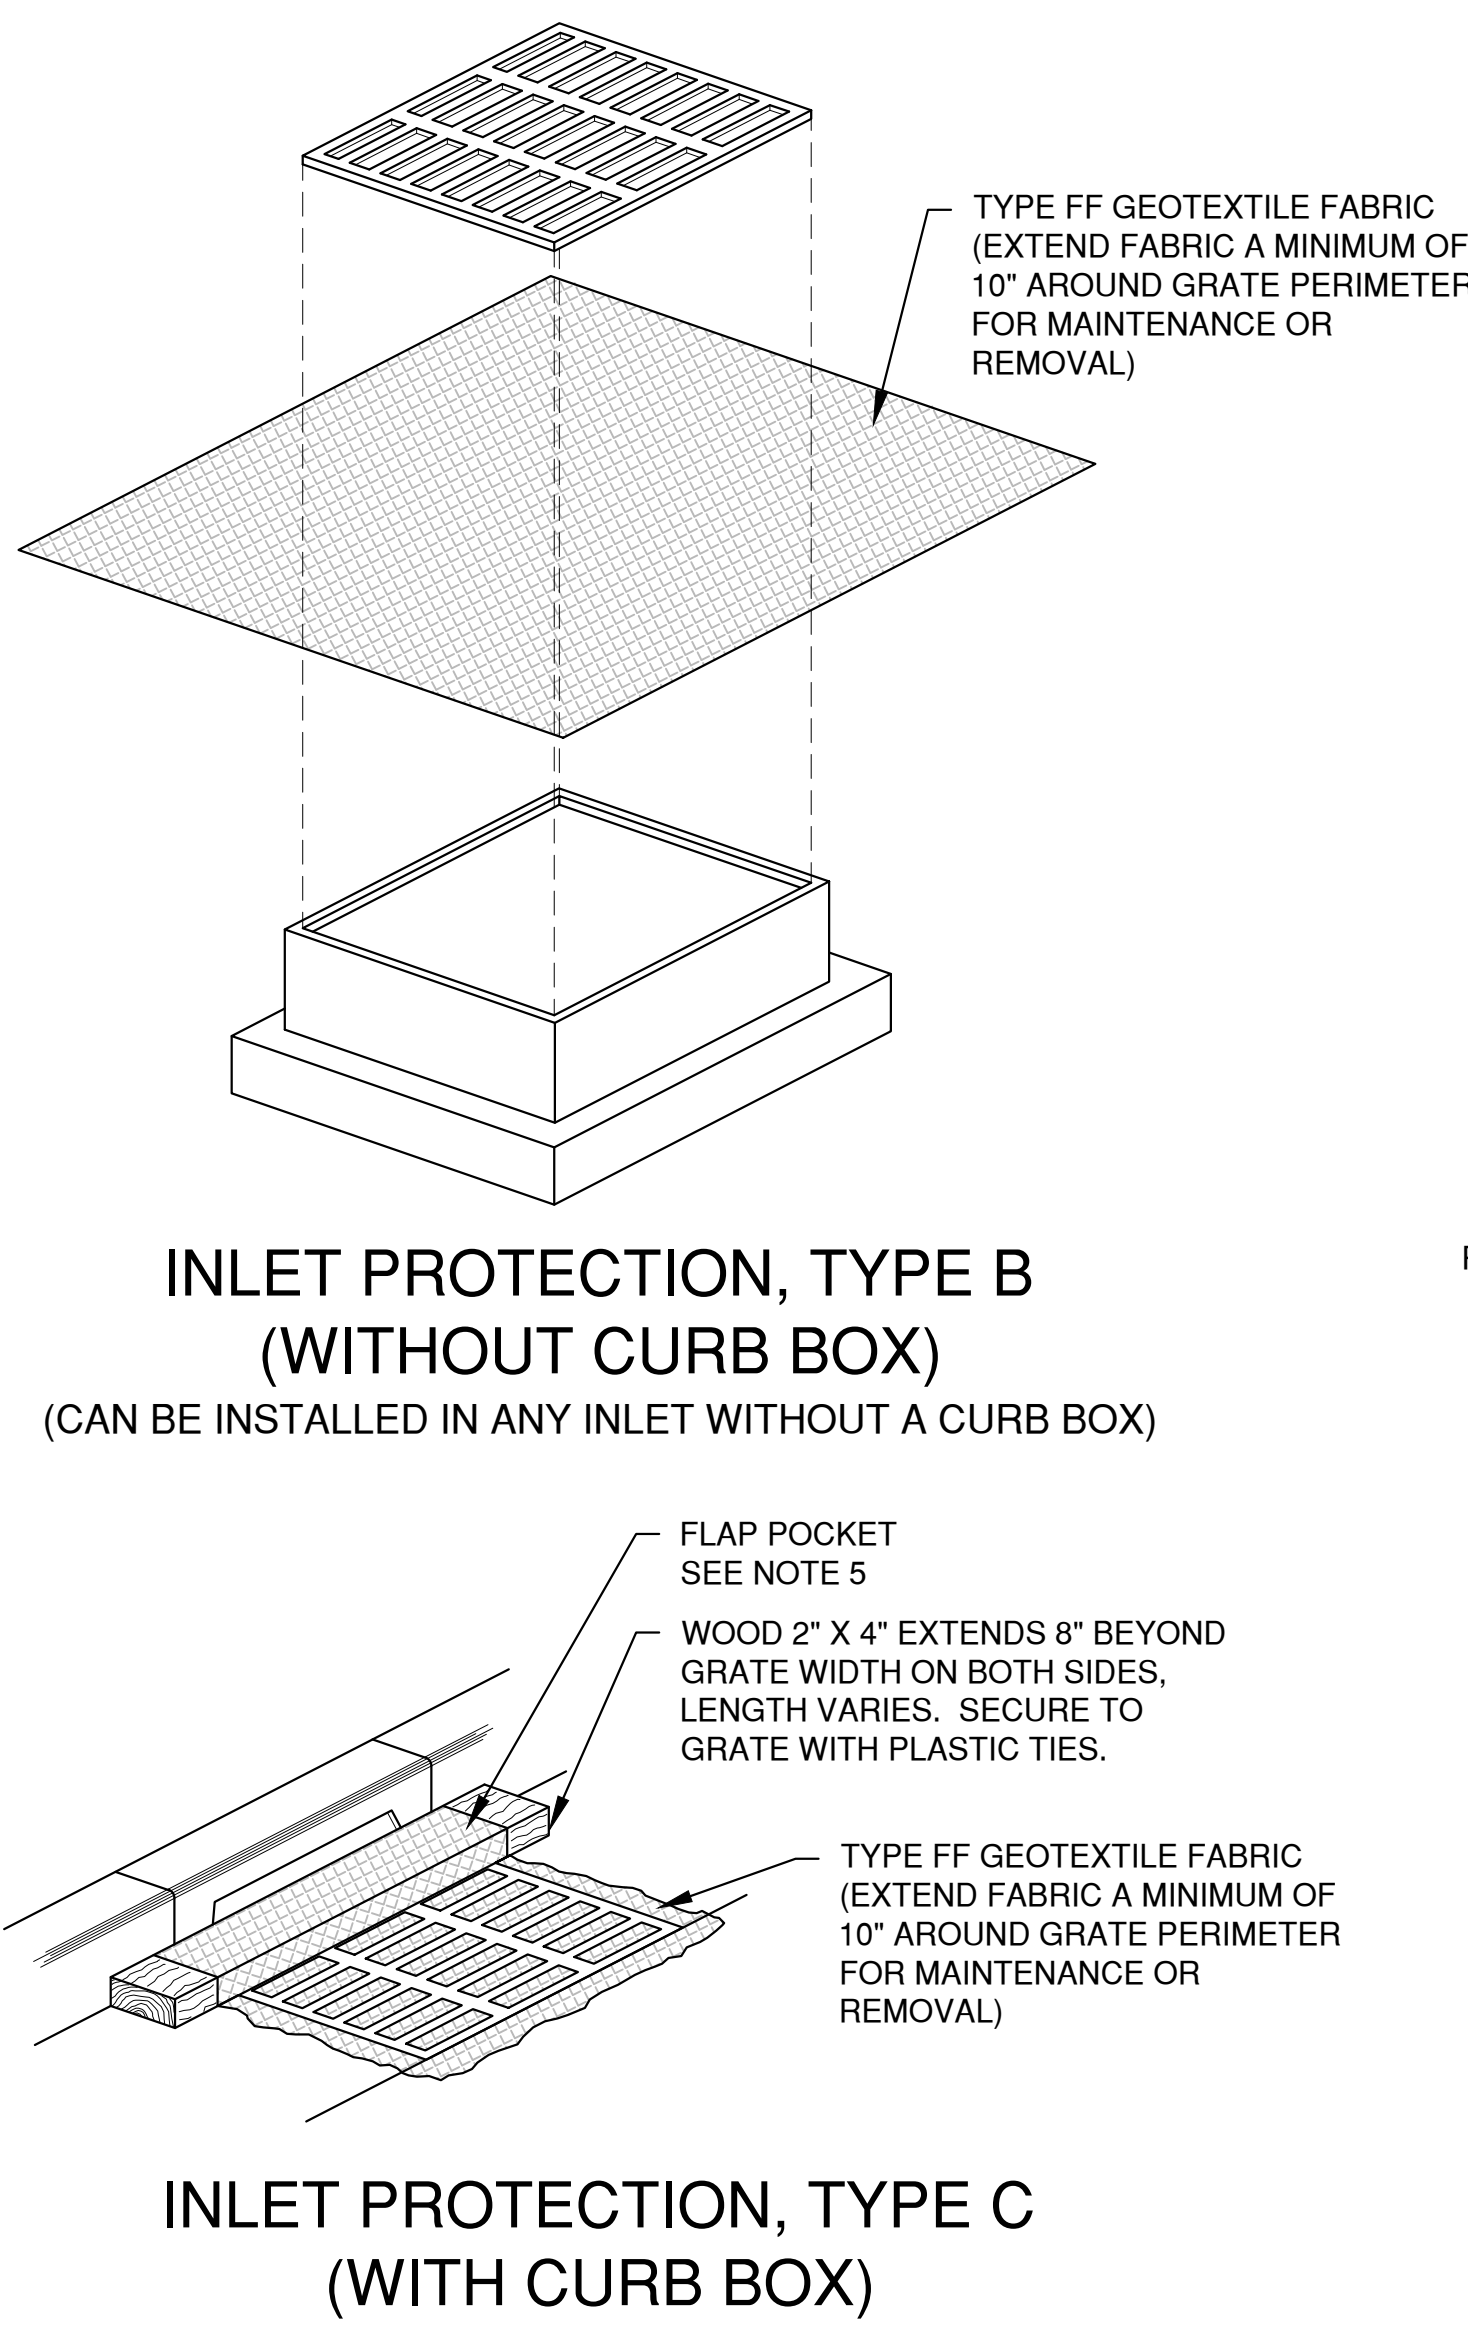 TYPE FF GEOTEXTILE FABRIC
(EXTEND FABRIC A MINIMUM OF
10" AROUND GRATE PERIMETER
FOR MAINTENANCE OR
REMOVAL)
INLET PROTECTION, TYPE B
(WITHOUT CURB BOX)
(CAN BE INSTALLED IN ANY INLET WITHOUT A CURB BOX)
FLAP POCKET
SEE NOTE 5
WOOD 2" X 4" EXTENDS 8" BEYOND
GRATE WIDTH ON BOTH SIDES,
LENGTH VARIES. SECURE TO
GRATE WITH PLASTIC TIES.
TYPE FF GEOTEXTILE FABRIC
(EXTEND FABRIC A MINIMUM OF
10" AROUND GRATE PERIMETER
FOR MAINTENANCE OR
REMOVAL)
INLET PROTECTION, TYPE C
(WITH CURB BOX)